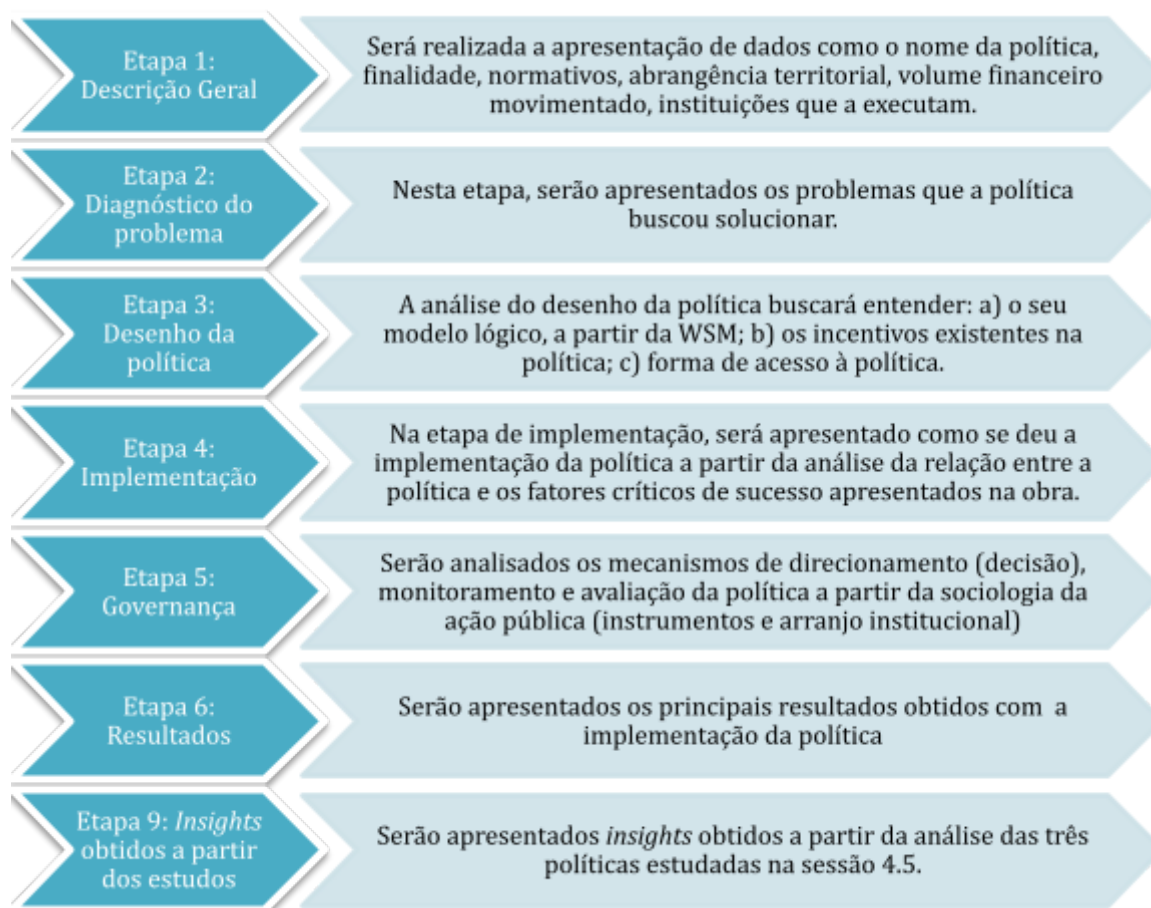 Etapa 1:
Descrição Geral
Será realizada a apresentação de dados como o nome da política,
finalidade, normativos, abrangência territorial, volume financeiro
movimentado, instituições que a executam.
Etapa 2:
Diagnóstico do
problema
Nesta etapa, serão apresentados os problemas que a política
buscou solucionar.
Etapa 3:
Desenho da
política
A análise do desenho da política buscará entender: a) o seu
modelo lógico, a partir da WSM; b) os incentivos existentes na
política; c) forma de acesso à política.
Etapa 4:
Implementação
Na etapa de implementação, será apresentado como se deu a
implementação da política a partir da análise da relação entre a
política e os fatores críticos de sucesso apresentados na obra.
Etapa 5:
Governança
Serão analisados os mecanismos de direcionamento (decisão),
monitoramento e avaliação da política a partir da sociologia da
ação pública (instrumentos e arranjo institucional)
Etapa 6:
Resultados
Serão apresentados os principais resultados obtidos com a
implementação da política
Etapa 9: Insights
obtidos a partir
dos estudos
Serão apresentados insights obtidos a partir da análise das três
políticas estudadas na sessão 4.5.